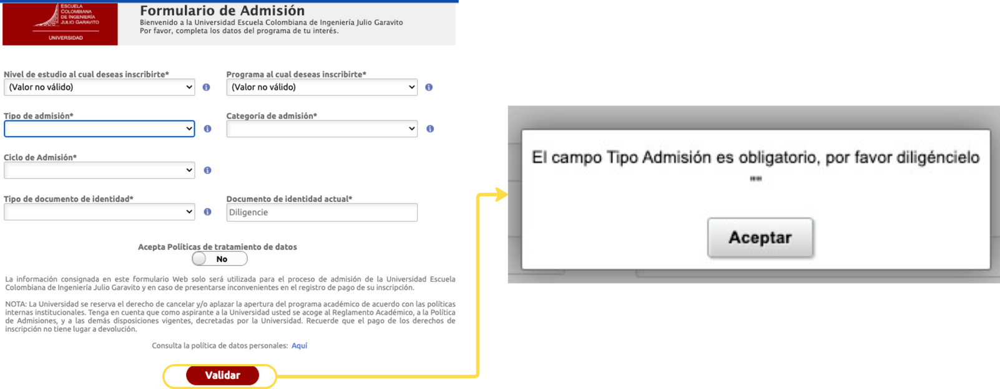 ESCUELA
COLOMBIANA
DE INGENIERÍA
JULIO GARAVITO
UNIVERSIDAD
Formulario de Admisión
Bienvenido a la Universidad Escuela Colombiana de Ingeniería Julio Garavito
Por favor, completa los datos del programa de tu interés.
Nivel de estudio al cual deseas inscribirte*
Programa al cual deseas inscribirte*
(Valor no válido)
(Valor no válido)
Tipo de admisión*
Categoría de admisión*
Ciclo de Admisión*
Tipo de documento de identidad*
Documento de identidad actual*
Diligencie
Acepta Políticas de tratamiento de datos
No
La información consignada en este formulario Web solo será utilizada para el proceso de admisión de la Universidad Escuela
Colombiana de Ingeniería Julio Garavito y en caso de presentarse inconvenientes en el registro de pago de su inscripción.
NOTA: La Universidad se reserva el derecho de cancelar y/o aplazar la apertura del programa académico de acuerdo con las políticas
internas institucionales. Tenga en cuenta que como aspirante a la Universidad usted se acoge al Reglamento Académico, a la Política
de Admisiones, y a las demás disposiciones vigentes, decretadas por la Universidad. Recuerde que el pago de los derechos de
inscripción no tiene lugar a devolución.
Consulta la política de datos personales: Aquí
Validar
El campo Tipo Admisión es obligatorio, por favor diligéncielo
""
Aceptar